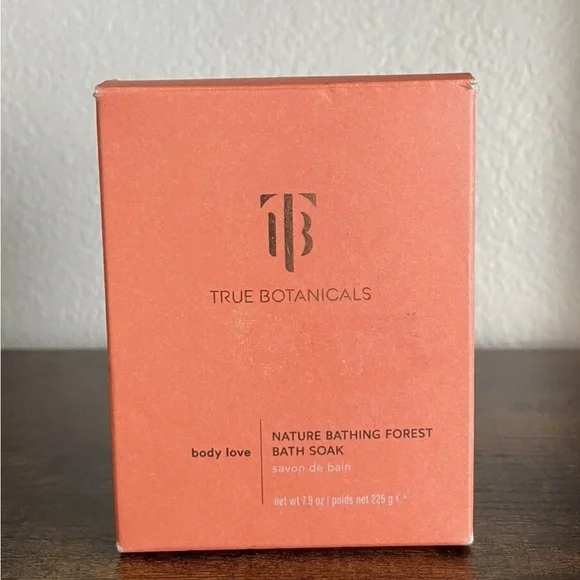 TB
TRUE BOTANICALS
body love
NATURE BATHING FOREST
BATH SOAK
savon de bain
net wt 7.9 oz | poids net 225 g ℮